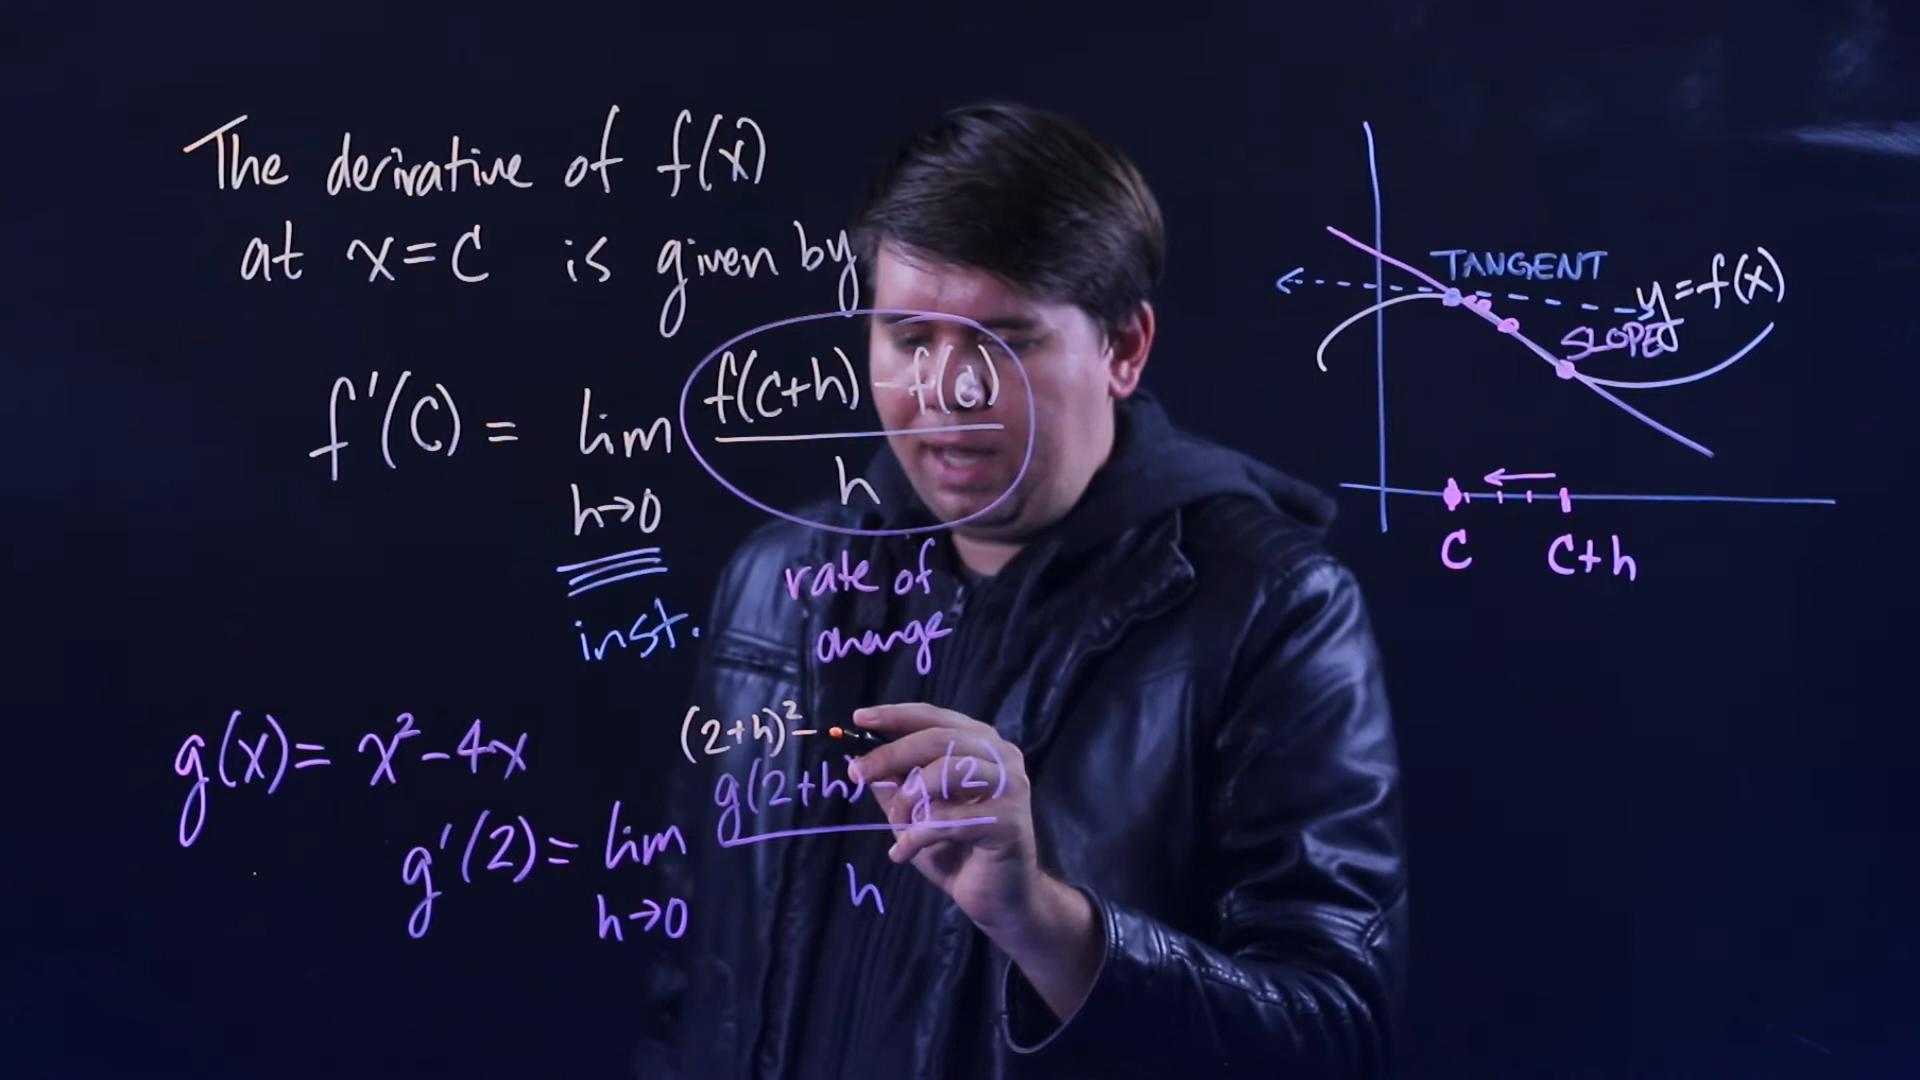 The derivative of f(x)
at x=c is given by
f'(c) = lim h→0 f(c+h) - f(c) / h
inst.
rate of
change
g(x) = x² - 4x
(2+h)² -
g'(2) = lim h→0 g(2+h) - g(2) / h
TANGENT
y=f(x)
SLOPE
c
c+h